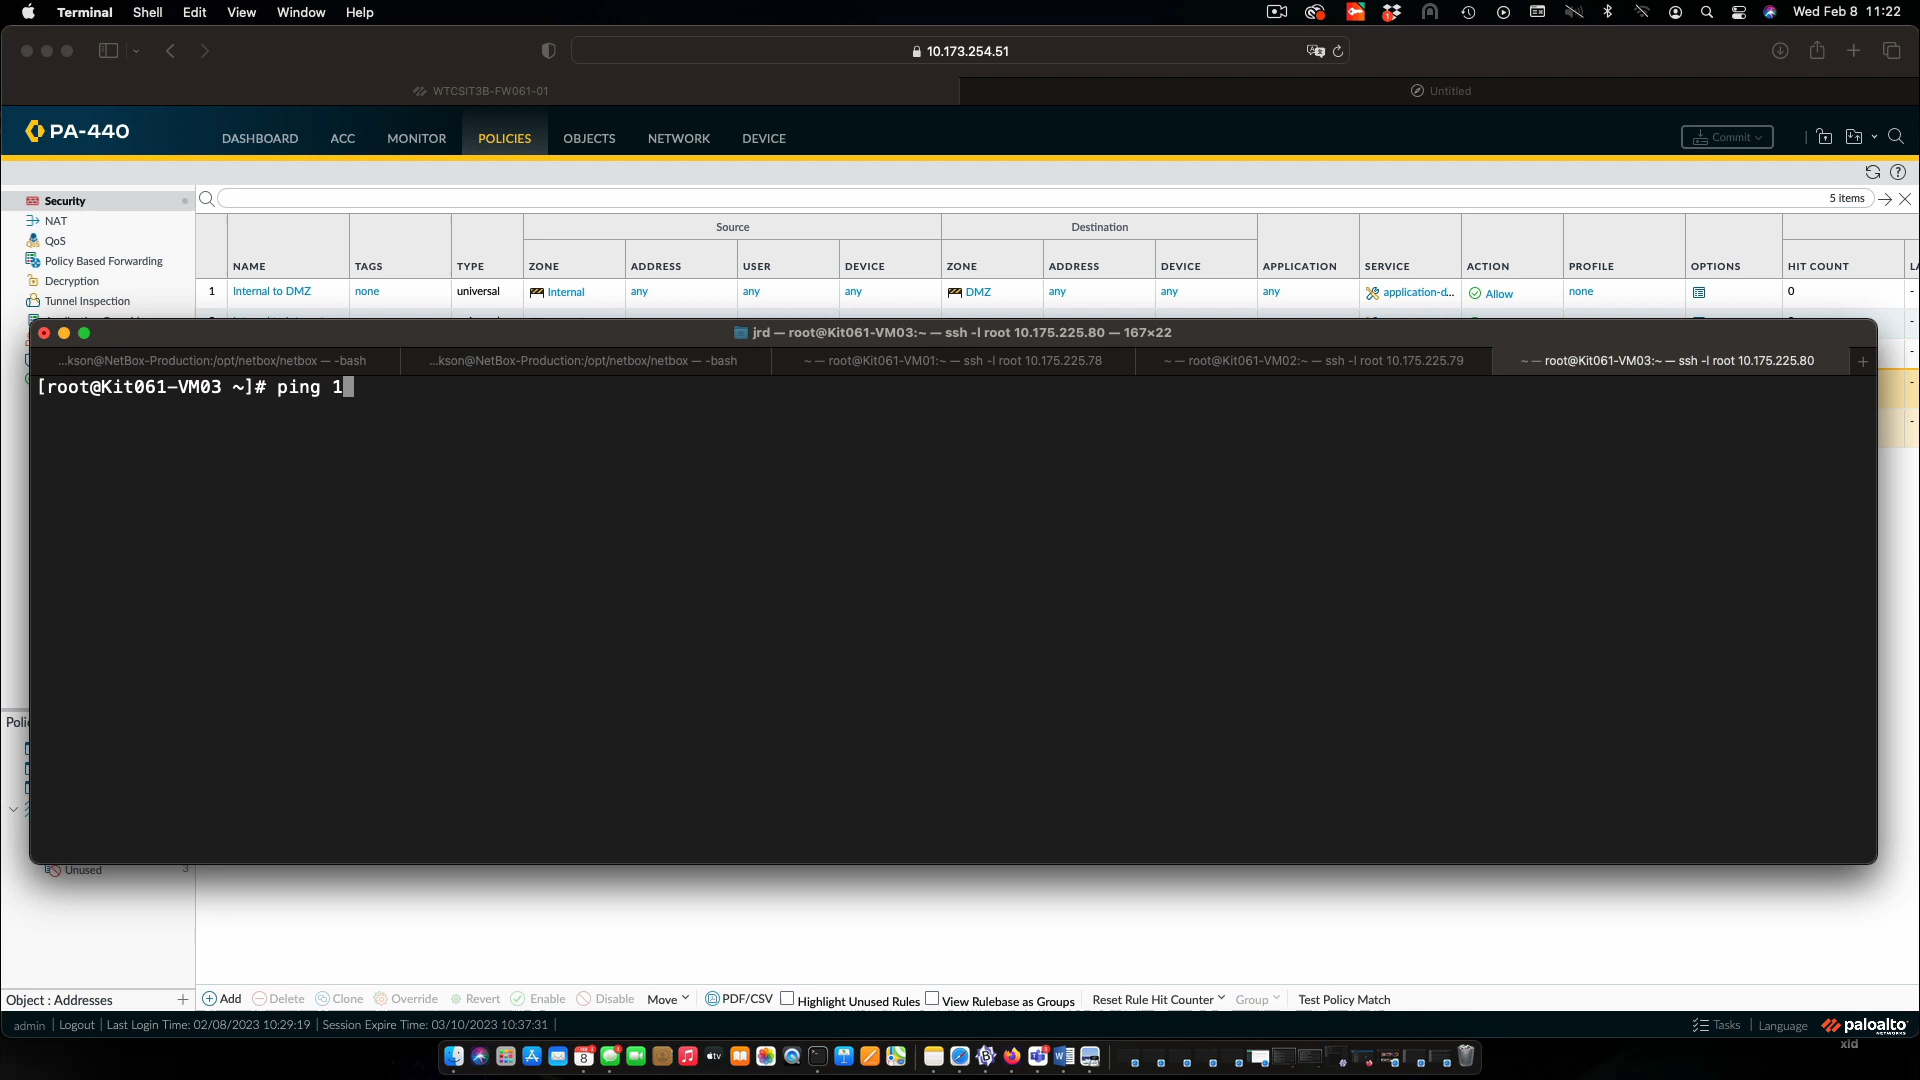 Terminal Shell Edit View Window Help
Wed Feb 8 11:22
10.173.254.51
WTCSIT3B-FW061-01
Untitled
PA-440
DASHBOARD ACC MONITOR POLICIES OBJECTS NETWORK DEVICE
Commit
Security
NAT
QoS
Policy Based Forwarding
Decryption
Tunnel Inspection
5 items
Source
Destination
NAME TAGS TYPE ZONE ADDRESS USER DEVICE ZONE ADDRESS DEVICE APPLICATION SERVICE ACTION PROFILE OPTIONS HIT COUNT LA
1 Internal to DMZ none universal Internal any any any DMZ any any any application-d... Allow none 0 -
jrd — root@Kit061-VM03:~ — ssh -l root 10.175.225.80 — 167×22
...kson@NetBox-Production:/opt/netbox/netbox — -bash
...kson@NetBox-Production:/opt/netbox/netbox — -bash
~ — root@Kit061-VM01:~ — ssh -l root 10.175.225.78
~ — root@Kit061-VM02:~ — ssh -l root 10.175.225.79
~ — root@Kit061-VM03:~ — ssh -l root 10.175.225.80
[root@Kit061-VM03 ~]# ping 1
Poli
Unused 3
Object : Addresses
Add Delete Clone Override Revert Enable Disable Move PDF/CSV Highlight Unused Rules View Rulebase as Groups Reset Rule Hit Counter Group Test Policy Match
admin | Logout | Last Login Time: 02/08/2023 10:29:19 | Session Expire Time: 03/10/2023 10:37:31 |
Tasks | Language
paloalto
NETWORKS
xld